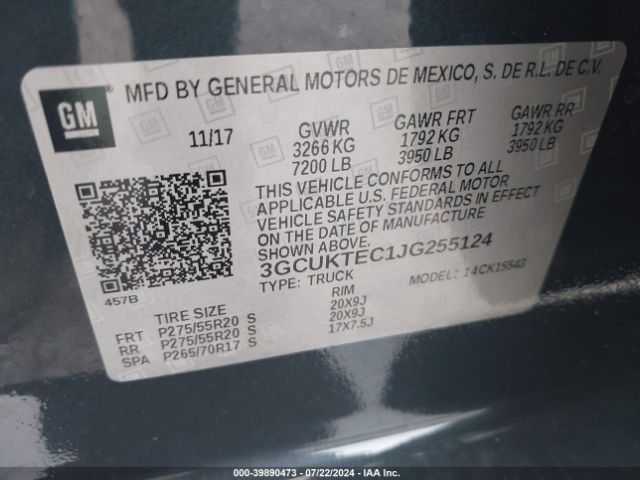 GM
MFD BY GENERAL MOTORS DE MEXICO, S. DE R.L. DE C.V.
11/17
GVWR
3266 KG
7200 LB
GAWR FRT
1792 KG
3950 LB
GAWR RR
1792 KG
3950 LB
THIS VEHICLE CONFORMS TO ALL
APPLICABLE U.S. FEDERAL MOTOR
VEHICLE SAFETY STANDARDS IN EFFECT
ON THE DATE OF MANUFACTURE
SHOWN ABOVE.
3GCUKTEC1JG255124
TYPE: TRUCK
MODEL: 14CK15543
457B
TIRE SIZE
RIM
FRT P275/55R20 S 20X9J
RR P275/55R20 S 20X9J
SPA P265/70R17 S 17X7.5J
000-39890473 / 07/22/2024 - IAA Inc.